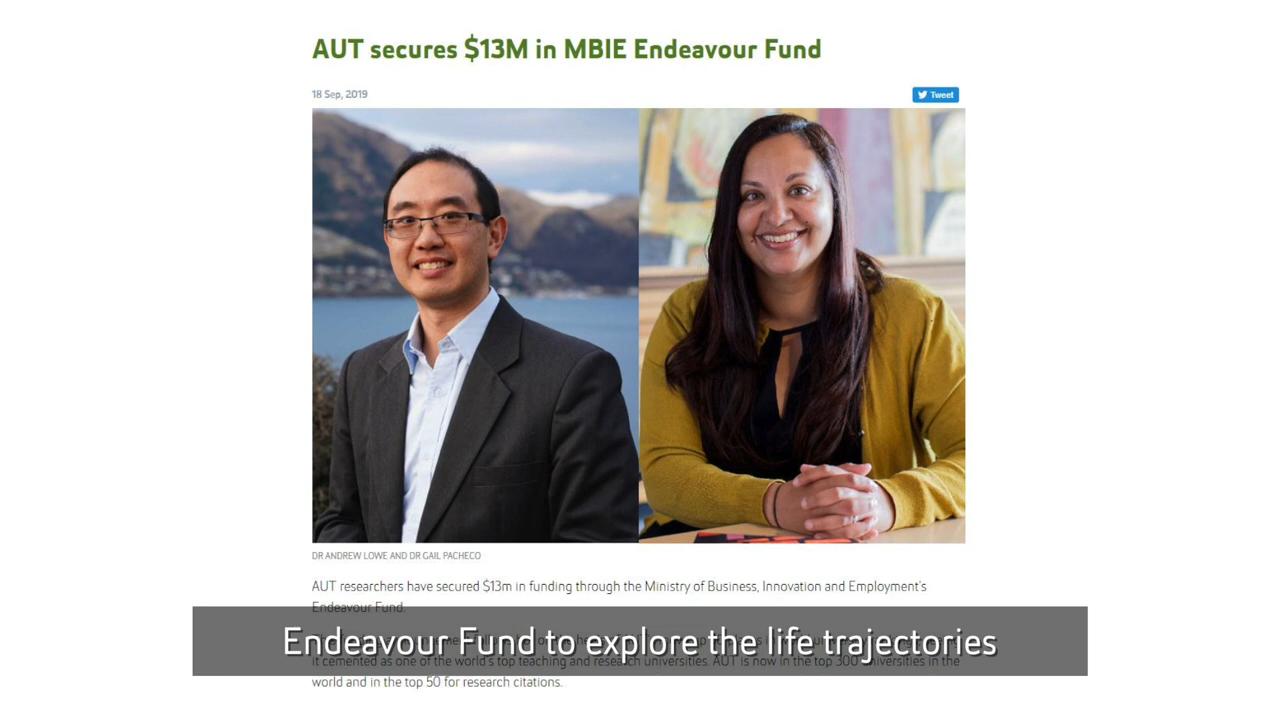 AUT secures $13M in MBIE Endeavour Fund
18 Sep, 2019
Tweet
DR ANDREW LOWE AND DR GAIL PACHECO
AUT researchers have secured $13m in funding through the Ministry of Business, Innovation and Employment's
Endeavour Fund.
Endeavour Fund to explore the life trajectories
it cemented as one of the world's top teaching and research universities. AUT is now in the top 300 universities in the
world and in the top 50 for research citations.